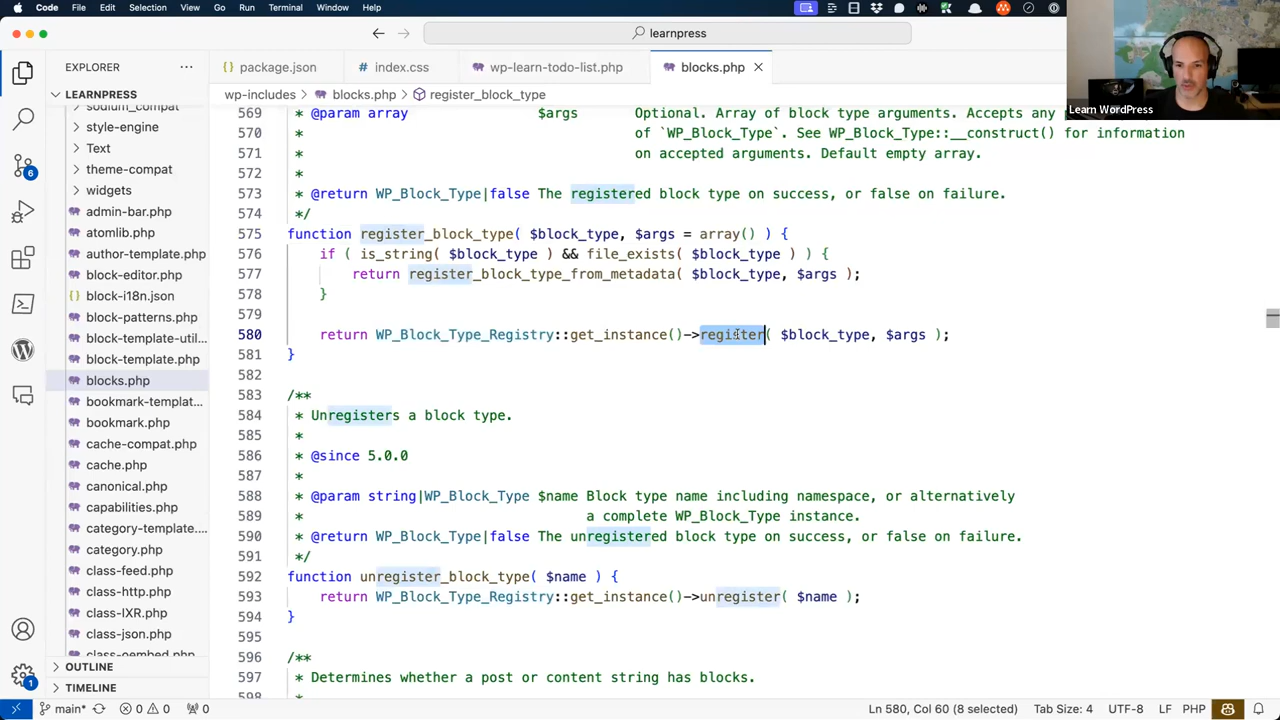 Code File Edit Selection View Go Run Terminal Window Help
learnpress
EXPLORER
package.json
index.css
wp-learn-todo-list.php
blocks.php
LEARNPRESS
wp-includes > blocks.php > register_block_type
sodium_compat
style-engine
Text
theme-compat
widgets
admin-bar.php
atomlib.php
author-template.php
block-editor.php
block-i18n.json
block-patterns.php
block-template-util...
block-template.php
blocks.php
bookmark-templat...
bookmark.php
cache-compat.php
cache.php
canonical.php
capabilities.php
category-template....
category.php
class-feed.php
class-http.php
class-IXR.php
class-json.php
class-oembed.php
OUTLINE
TIMELINE
569 * @param array $args Optional. Array of block type arguments. Accepts any
570 * of `WP_Block_Type`. See WP_Block_Type::__construct() for information
571 * on accepted arguments. Default empty array.
572 *
573 * @return WP_Block_Type|false The registered block type on success, or false on failure.
574 */
575 function register_block_type( $block_type, $args = array() ) {
576 if ( is_string( $block_type ) && file_exists( $block_type ) ) {
577 return register_block_type_from_metadata( $block_type, $args );
578 }
579
580 return WP_Block_Type_Registry::get_instance()->register( $block_type, $args );
581 }
582
583 /**
584 * Unregisters a block type.
585 *
586 * @since 5.0.0
587 *
588 * @param string|WP_Block_Type $name Block type name including namespace, or alternatively
589 * a complete WP_Block_Type instance.
590 * @return WP_Block_Type|false The unregistered block type on success, or false on failure.
591 */
592 function unregister_block_type( $name ) {
593 return WP_Block_Type_Registry::get_instance()->unregister( $name );
594 }
595
596 /**
597 * Determines whether a post or content string has blocks.
598 *
Learn WordPress
6
1
main* 0 0 0
Ln 580, Col 60 (8 selected) Tab Size: 4 UTF-8 LF PHP